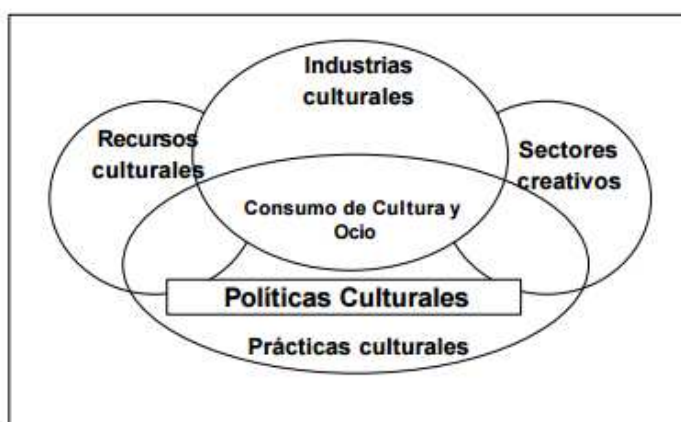 Industrias
culturales
Recursos
culturales
Sectores
creativos
Consumo de Cultura y
Ocio
Políticas Culturales
Prácticas culturales